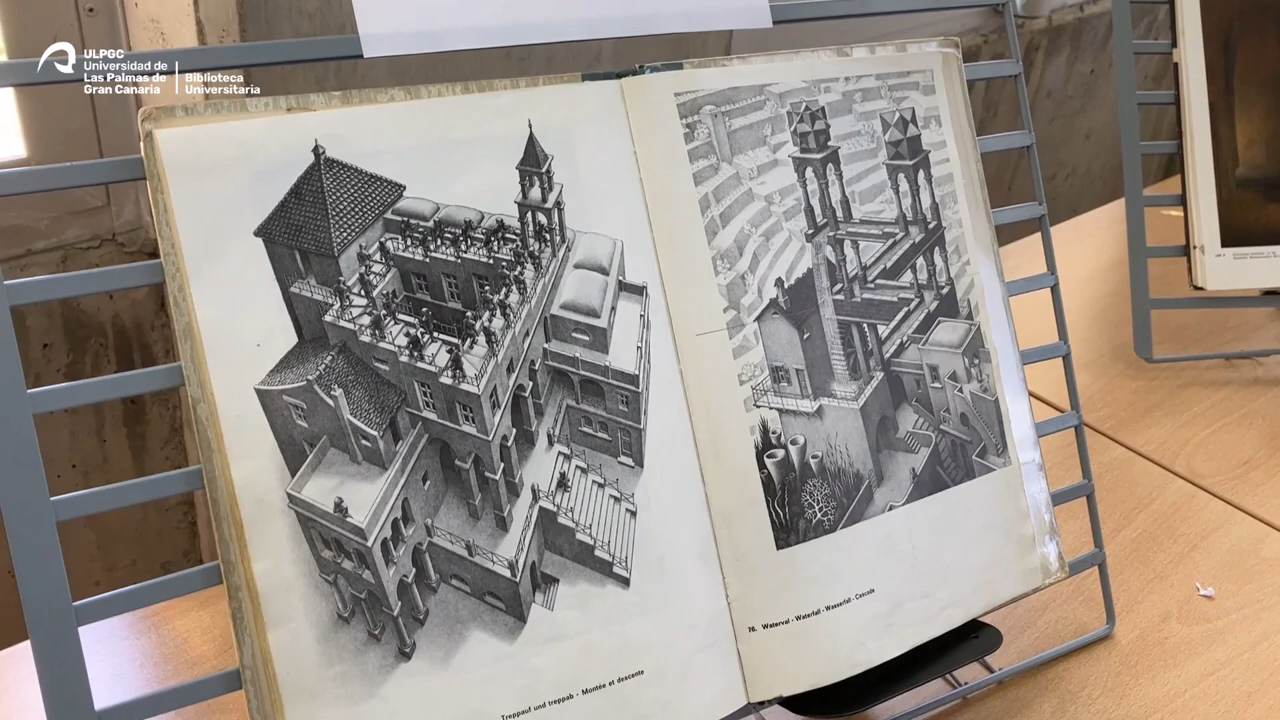 ULPGC
Universidad de
Las Palmas de
Gran Canaria
Biblioteca
Universitaria
Treppauf und treppab - Montée et descente
76. Waterval - Waterfall - Wasserfall - Cascade